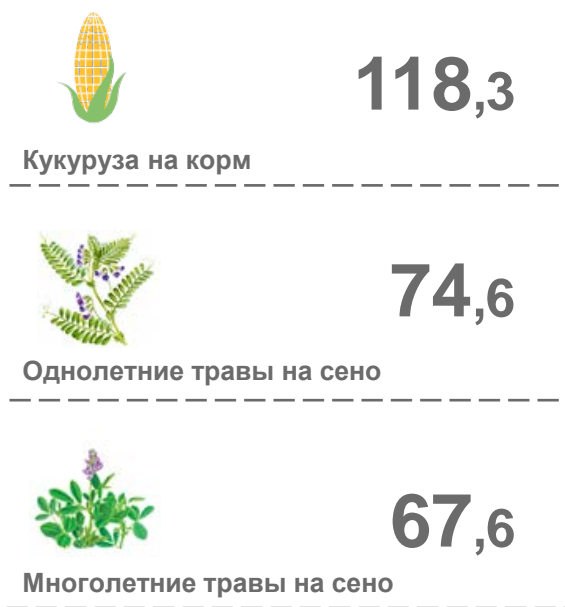 118,3
Кукуруза на корм
74,6
Однолетние травы на сено
67,6
Многолетние травы на сено